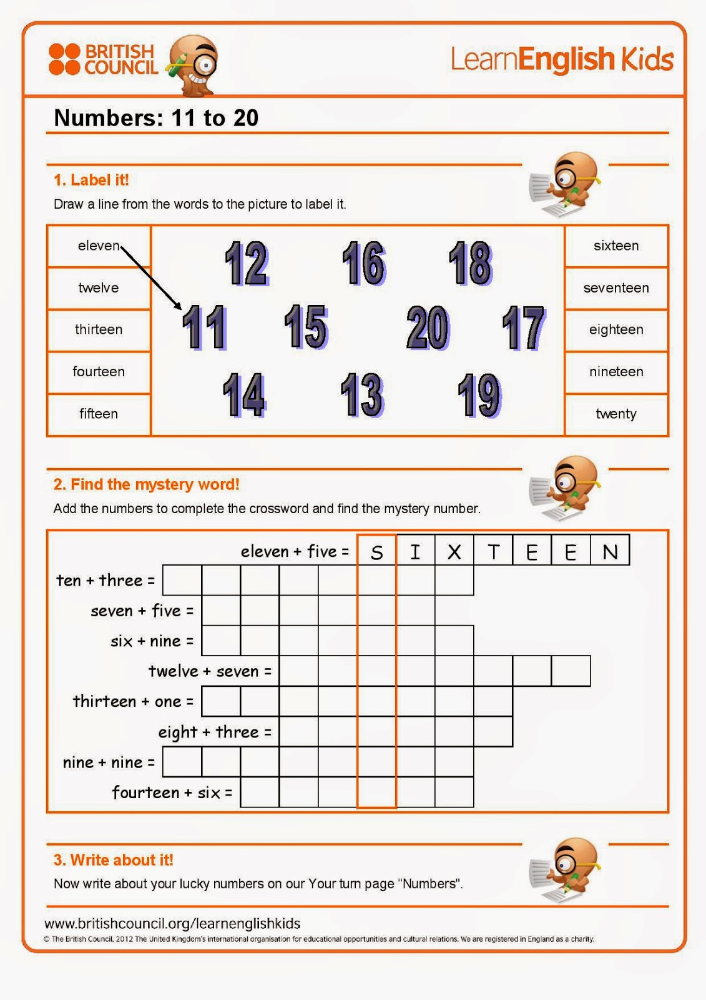 BRITISH
COUNCIL
LearnEnglish Kids
Numbers: 11 to 20
1. Label it!
Draw a line from the words to the picture to label it.
eleven
twelve
thirteen
fourteen
fifteen
12 16 18
11 15 20 17
14 13 19
sixteen
seventeen
eighteen
nineteen
twenty
2. Find the mystery word!
Add the numbers to complete the crossword and find the mystery number.
eleven + five = S I X T E E N
ten + three =
seven + five =
six + nine =
twelve + seven =
thirteen + one =
eight + three =
nine + nine =
fourteen + six =
3. Write about it!
Now write about your lucky numbers on our Your turn page “Numbers".
www.britishcouncil.org/learnenglishkids
© The British Council, 2012 The United Kingdom's international organisation for educational opportunities and cultural relations. We are registered in England as a charity.